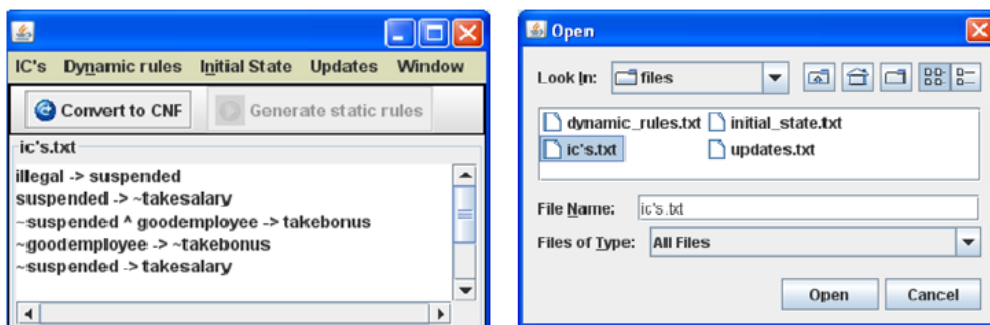 IC's Dynamic rules Initial State Updates Window
Convert to CNF Generate static rules
ic's.txt
illegal -> suspended
suspended -> ~takesalary
~suspended ^ goodemployee -> takebonus
~goodemployee -> ~takebonus
~suspended -> takesalary
Open
Look In: files
dynamic_rules.txt initial_state.txt
ic's.txt updates.txt
File Name: ic's.txt
Files of Type: All Files
Open Cancel